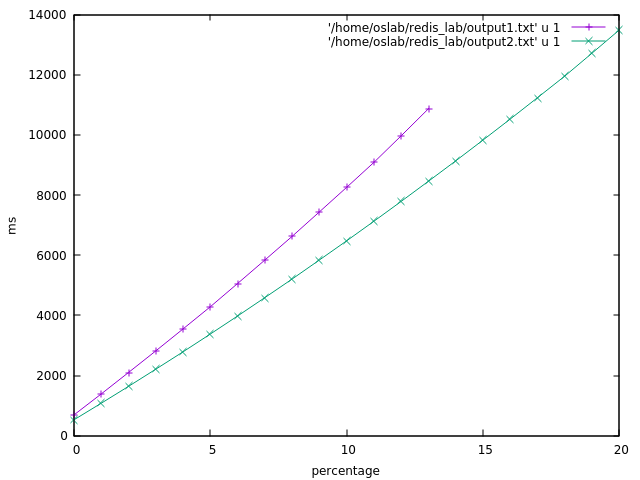 14000
12000
10000
8000
6000
4000
2000
0
ms
'/home/oslab/redis_lab/output1.txt' u 1
'/home/oslab/redis_lab/output2.txt' u 1
0 5 10 15 20
percentage